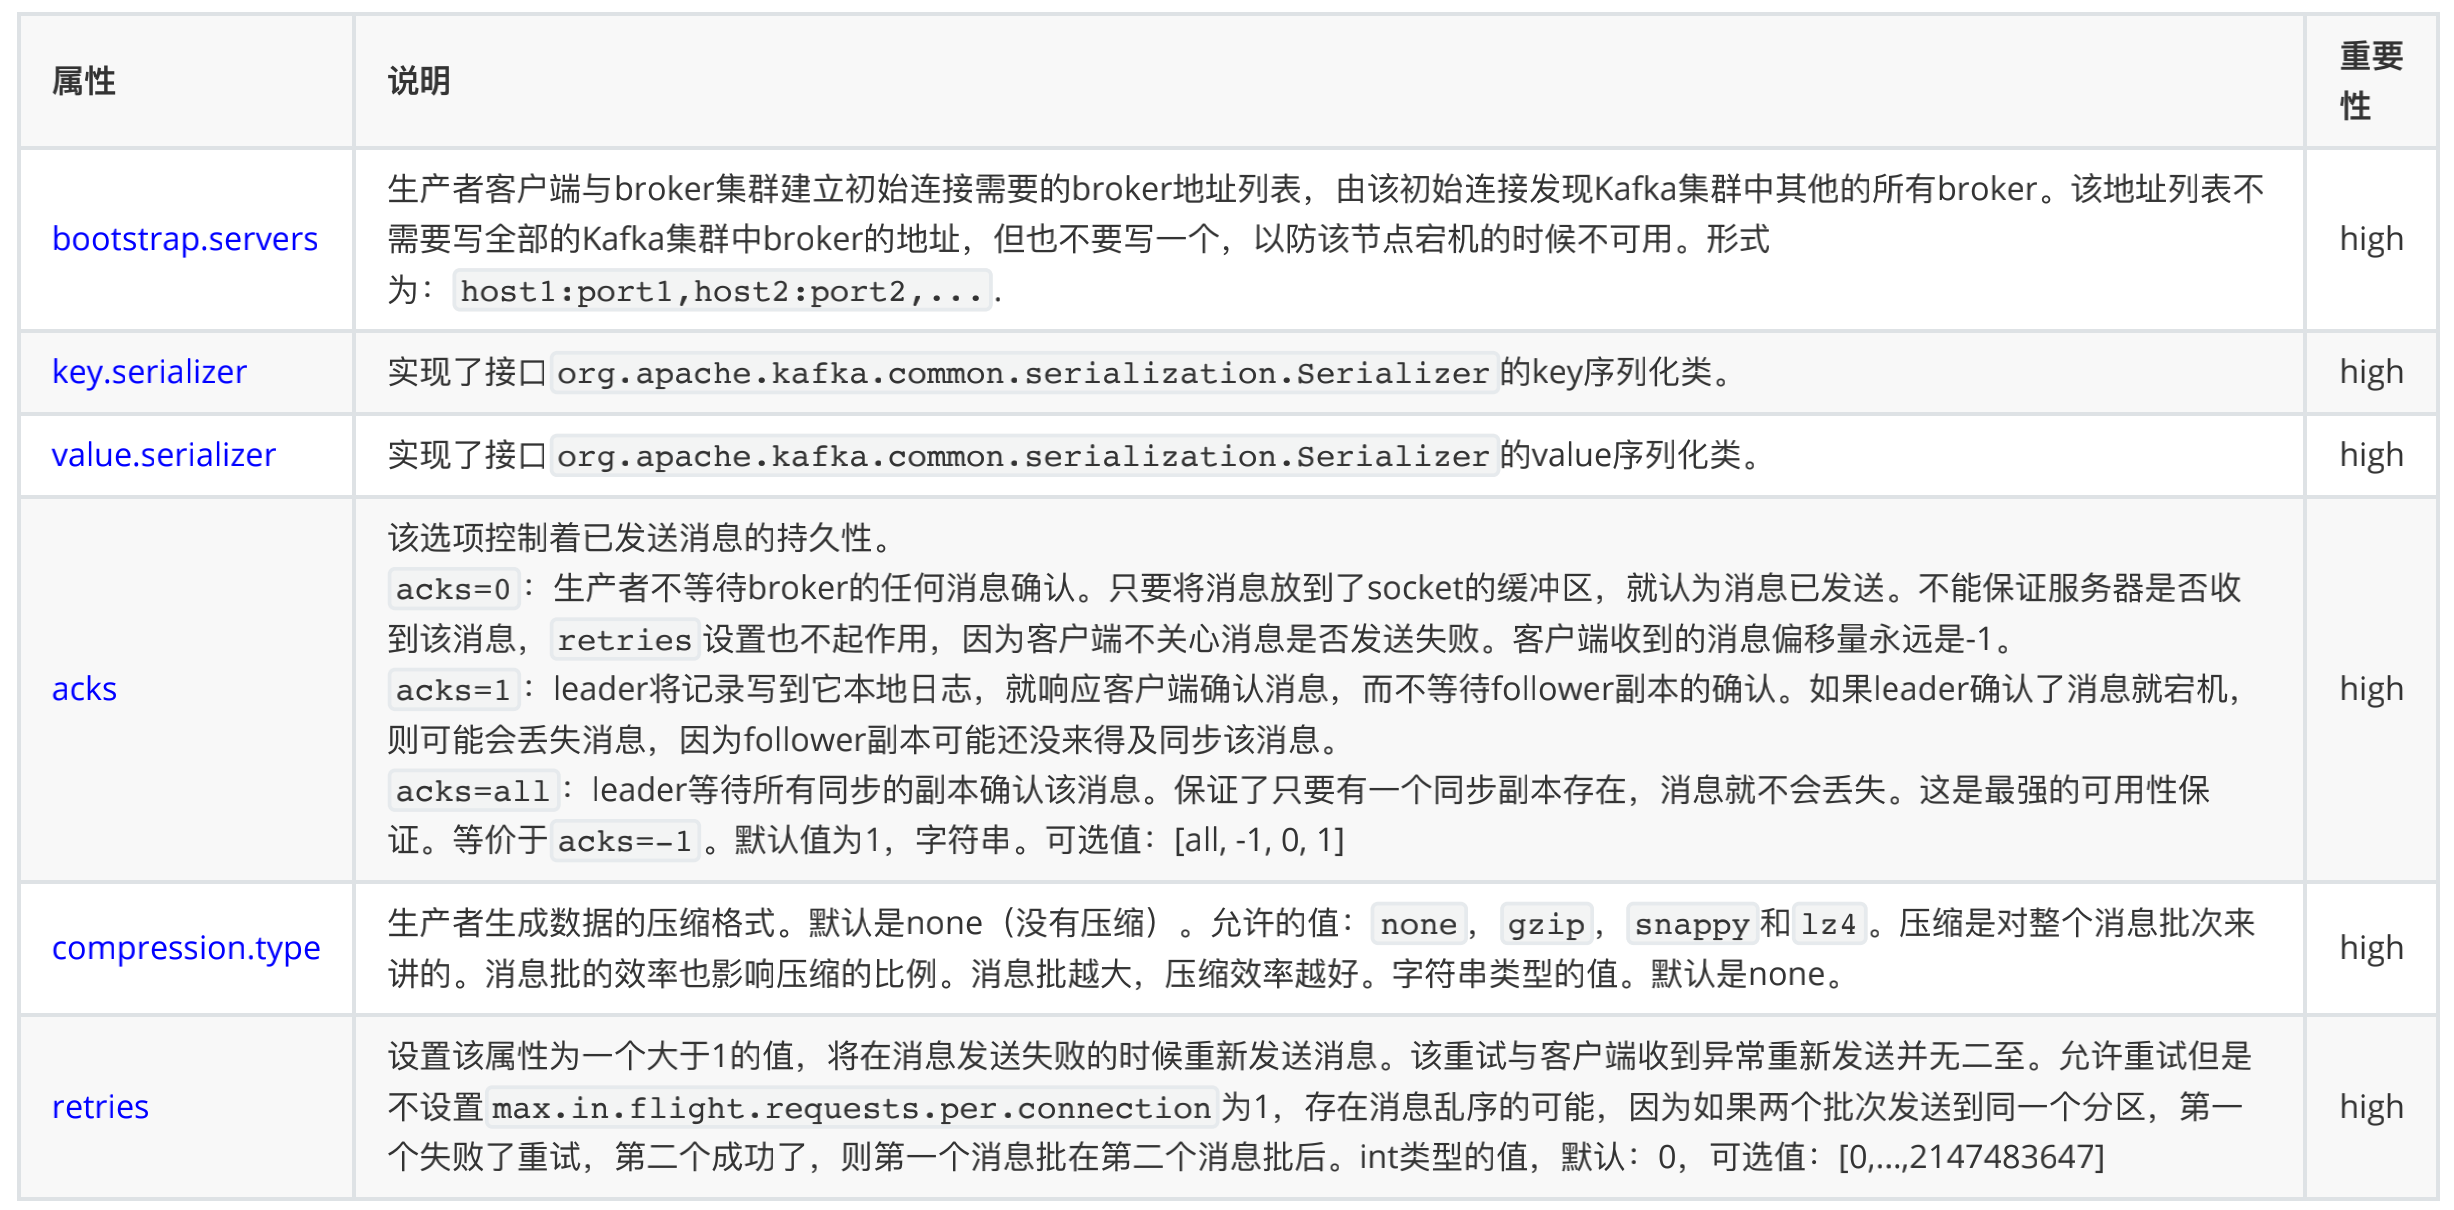 属性
说明
重要
性
bootstrap.servers
生产者客户端与broker集群建立初始连接需要的broker地址列表，由该初始连接发现Kafka集群中其他的所有broker。该地址列表不
需要写全部的Kafka集群中broker的地址，但也不要写一个，以防该节点宕机的时候不可用。形式
为：host1:port1,host2:port2,....
high
key.serializer
实现了接口org.apache.kafka.common.serialization.Serializer的key序列化类。
high
value.serializer
实现了接口org.apache.kafka.common.serialization.Serializer的value序列化类。
high
acks
该选项控制着已发送消息的持久性。
acks=0：生产者不等待broker的任何消息确认。只要将消息放到了socket的缓冲区，就认为消息已发送。不能保证服务器是否收
到该消息，retries设置也不起作用，因为客户端不关心消息是否发送失败。客户端收到的消息偏移量永远是-1。
acks=1：leader将记录写到它本地日志，就响应客户端确认消息，而不等待follower副本的确认。如果leader确认了消息就宕机，
则可能会丢失消息，因为follower副本可能还没来得及同步该消息。
acks=all：leader等待所有同步的副本确认该消息。保证了只要有一个同步副本存在，消息就不会丢失。这是最强的可用性保
证。等价于acks=-1。默认值为1，字符串。可选值：[all, -1, 0, 1]
high
compression.type
生产者生成数据的压缩格式。默认是none（没有压缩）。允许的值：none，gzip，snappy和lz4。压缩是对整个消息批次来
讲的。消息批的效率也影响压缩的比例。消息批越大，压缩效率越好。字符串类型的值。默认是none。
high
retries
设置该属性为一个大于1的值，将在消息发送失败的时候重新发送消息。该重试与客户端收到异常重新发送并无二至。允许重试但是
不设置max.in.flight.requests.per.connection为1，存在消息乱序的可能，因为如果两个批次发送到同一个分区，第一
个失败了重试，第二个成功了，则第一个消息批在第二个消息批后。int类型的值，默认：0，可选值：[0,...,2147483647]
high